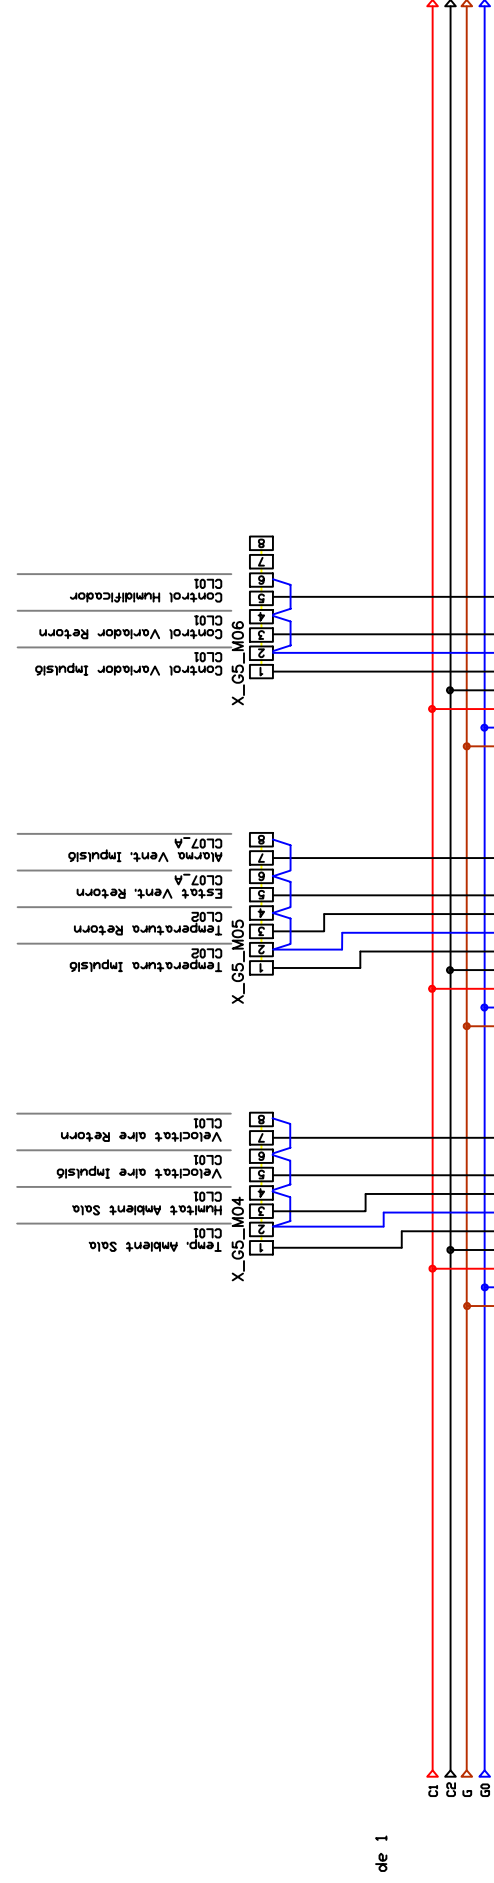 8
7
6
5
4
3
2
1
CL01
Control Humidificador
CL01
Control Variador Retorn
CL01
Control Variador Impulsió
X_G5_M06
8
7
6
5
4
3
2
1
CL07_A
Alarma Vent. Impulsió
CL07_A
Estat Vent. Retorn
CL02
Temperatura Retorn
CL02
Temperatura Impulsió
X_G5_M05
8
7
6
5
4
3
2
1
CL01
Velocitat aire Retorn
CL01
Velocitat aire Impulsió
CL01
Humitat Ambient Sala
CL01
Temp. Ambient Sala
X_G5_M04
C1
C2
G
G0
de 1